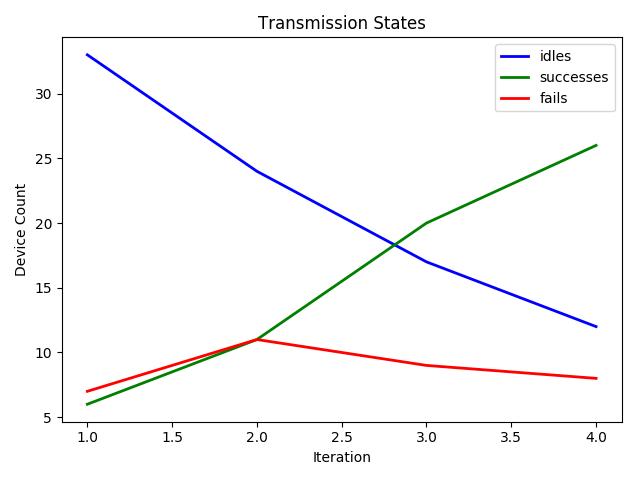 Transmission States
idles
successes
fails
Device Count
30
25
20
15
10
5
1.0 1.5 2.0 2.5 3.0 3.5 4.0
Iteration